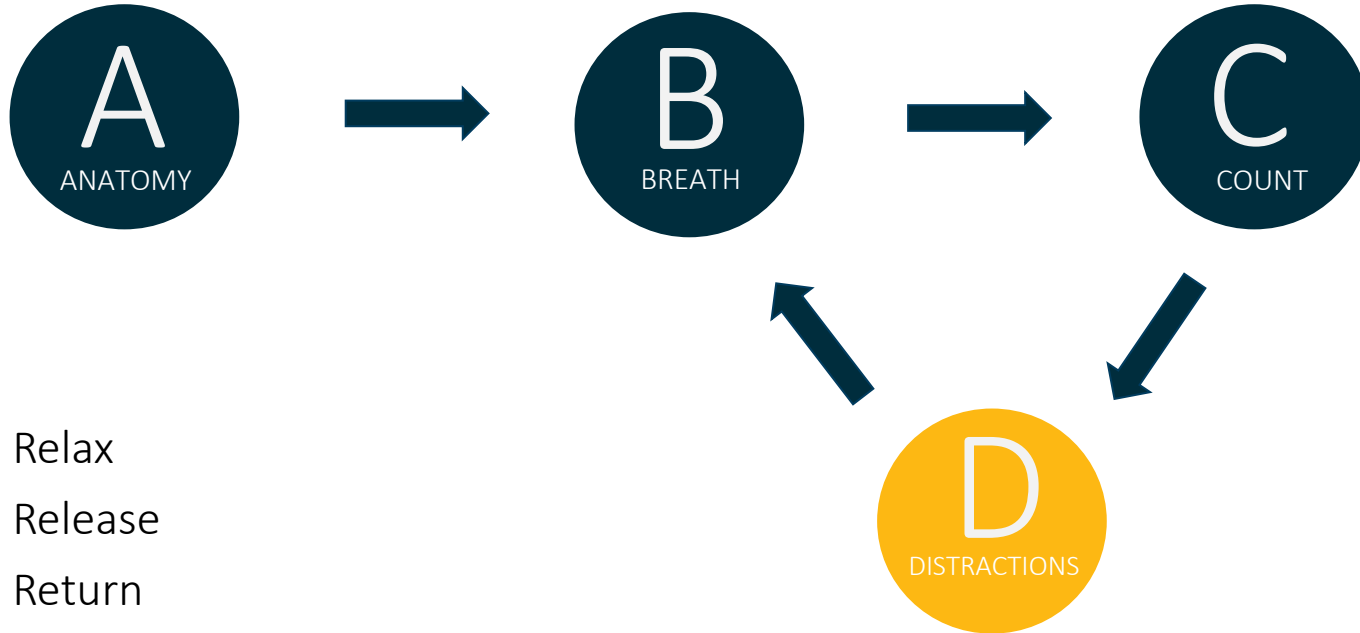 A
ANATOMY
B
BREATH
C
COUNT
D
DISTRACTIONS
Relax
Release
Return